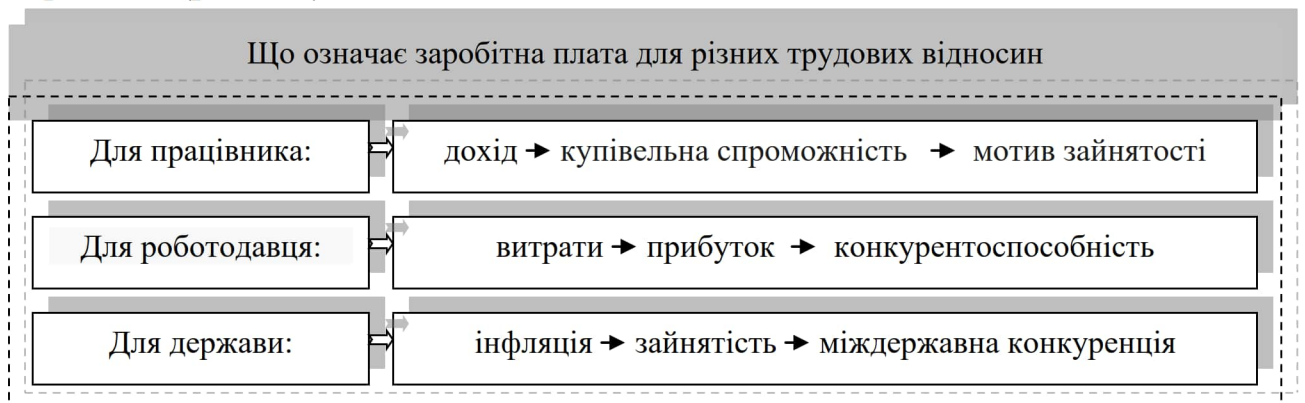 Що означає заробітна плата для різних трудових відносин
Для працівника: дохід → купівельна спроможність → мотив зайнятості
Для роботодавця: витрати → прибуток → конкурентоспособність
Для держави: інфляція → зайнятість → міждержавна конкуренція